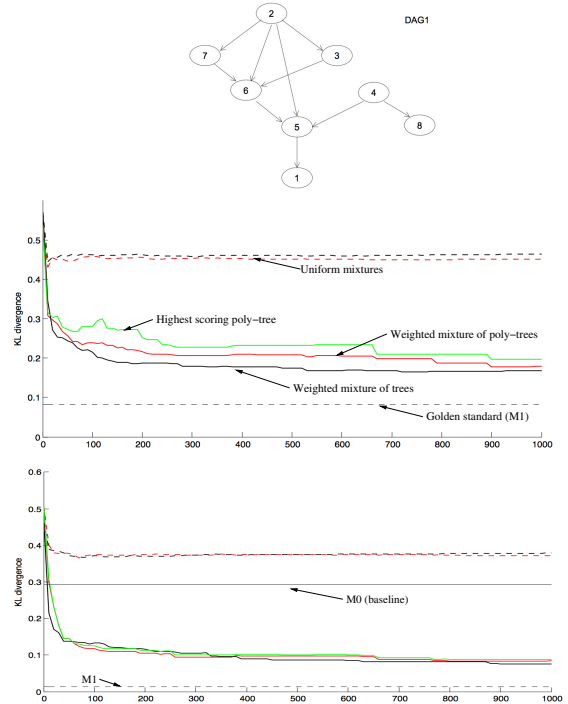 2
DAG1
7
3
6
4
5
8
1
0.5
0.4
0.3
0.2
0.1
0
KL divergence
Uniform mixtures
Highest scoring poly−tree
Weighted mixture of poly−trees
Weighted mixture of trees
Golden standard (M1)
0 100 200 300 400 500 600 700 800 900 1000
0.6
0.5
0.4
0.3
0.2
0.1
0
KL divergence
M0 (baseline)
M1
0 100 200 300 400 500 600 700 800 900 1000